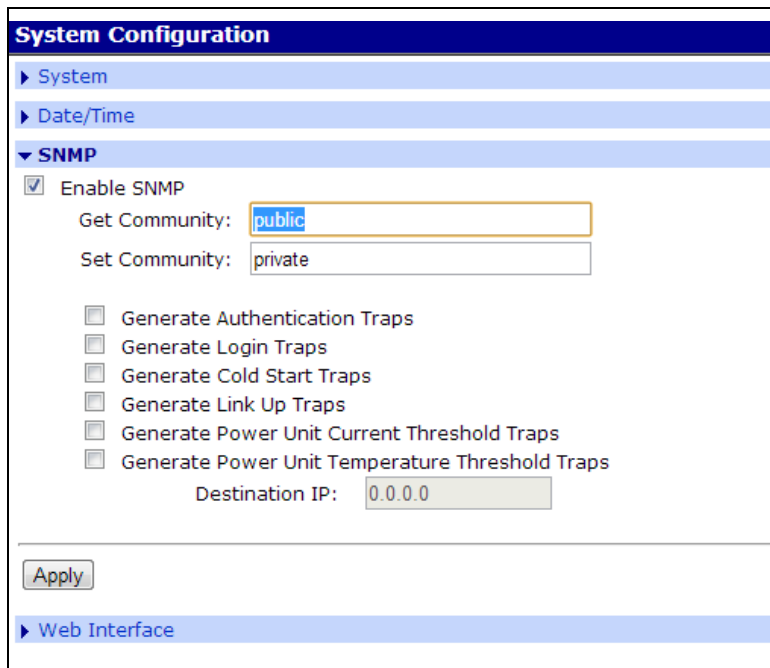 System Configuration
System
Date/Time
SNMP
Enable SNMP
Get Community: public
Set Community: private
Generate Authentication Traps
Generate Login Traps
Generate Cold Start Traps
Generate Link Up Traps
Generate Power Unit Current Threshold Traps
Generate Power Unit Temperature Threshold Traps
Destination IP: 0.0.0.0
Apply
Web Interface